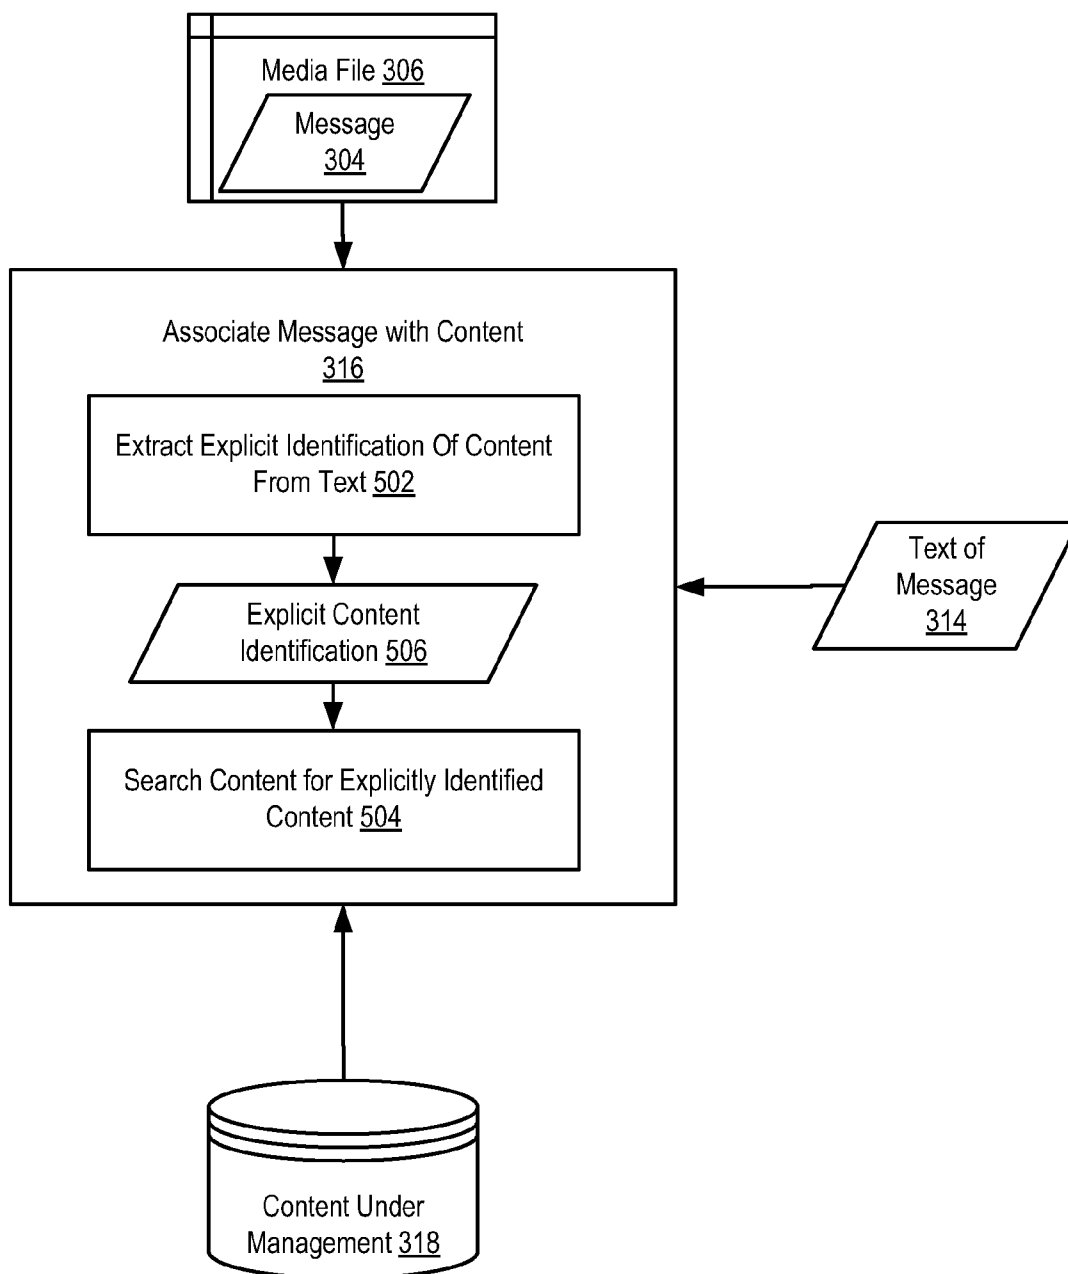 Media File 306
Message
304
Associate Message with Content
316
Extract Explicit Identification Of Content
From Text 502
Explicit Content
Identification 506
Search Content for Explicitly Identified
Content 504
Text of
Message
314
Content Under
Management 318